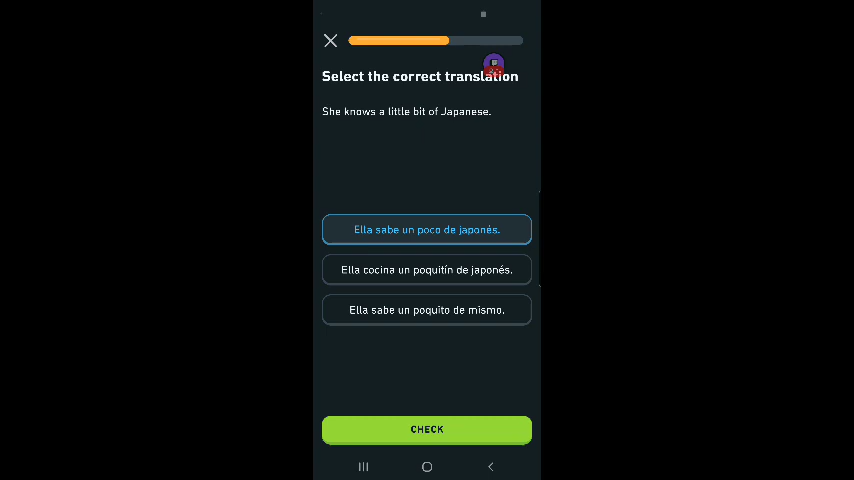 Select the correct translation
She knows a little bit of Japanese.
Ella sabe un poco de japonés.
Ella cocina un poquitín de japonés.
Ella sabe un poquito de mismo.
CHECK